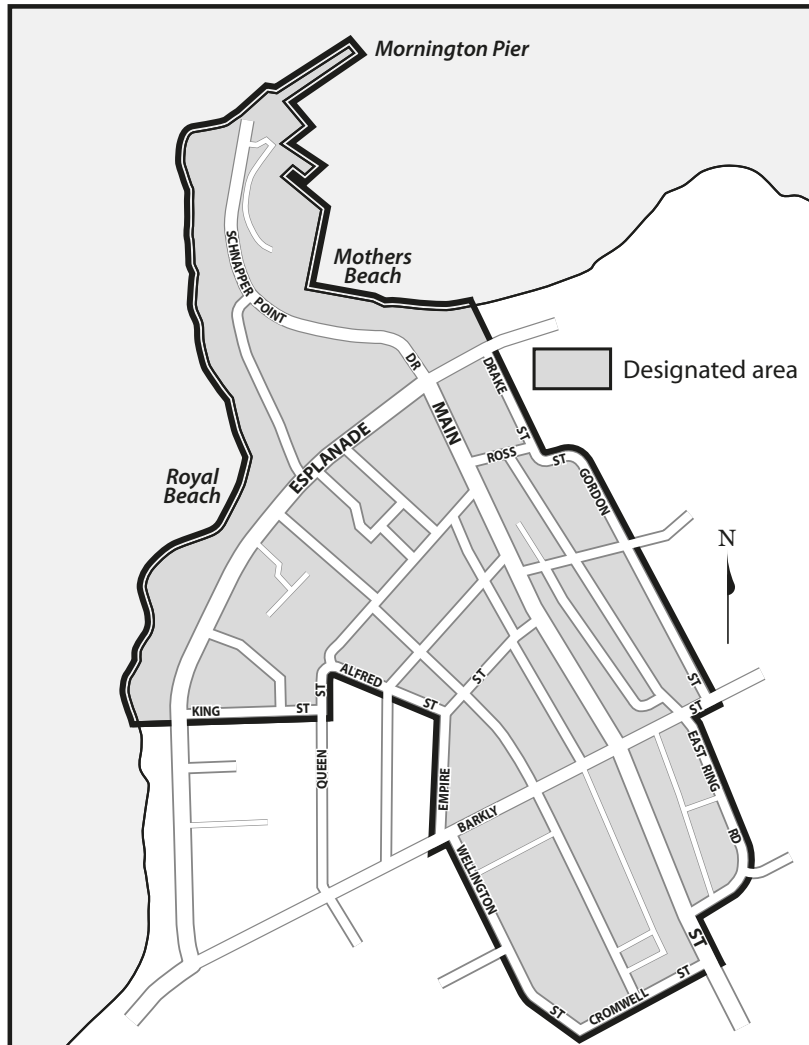 Mornington Pier
Mothers
Beach
SCHNAPPER POINT
DR
DRAKE
ST
Designated area
MAIN
ESPLANADE
ROSS
ST
GORDON
ST
Royal
Beach
N
ALFRED
ST
ST
KING
ST
ST
QUEEN
ST
EAST RING
RD
EMPIRE
BARKLY
WELLINGTON
ST
ST
CROMWELL
ST